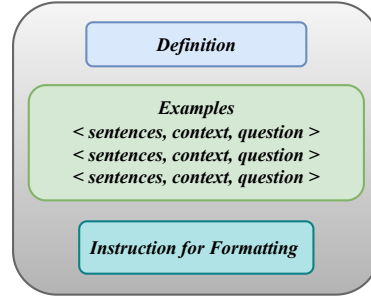 Definition
Examples
< sentences, context, question >
< sentences, context, question >
< sentences, context, question >
Instruction for Formatting